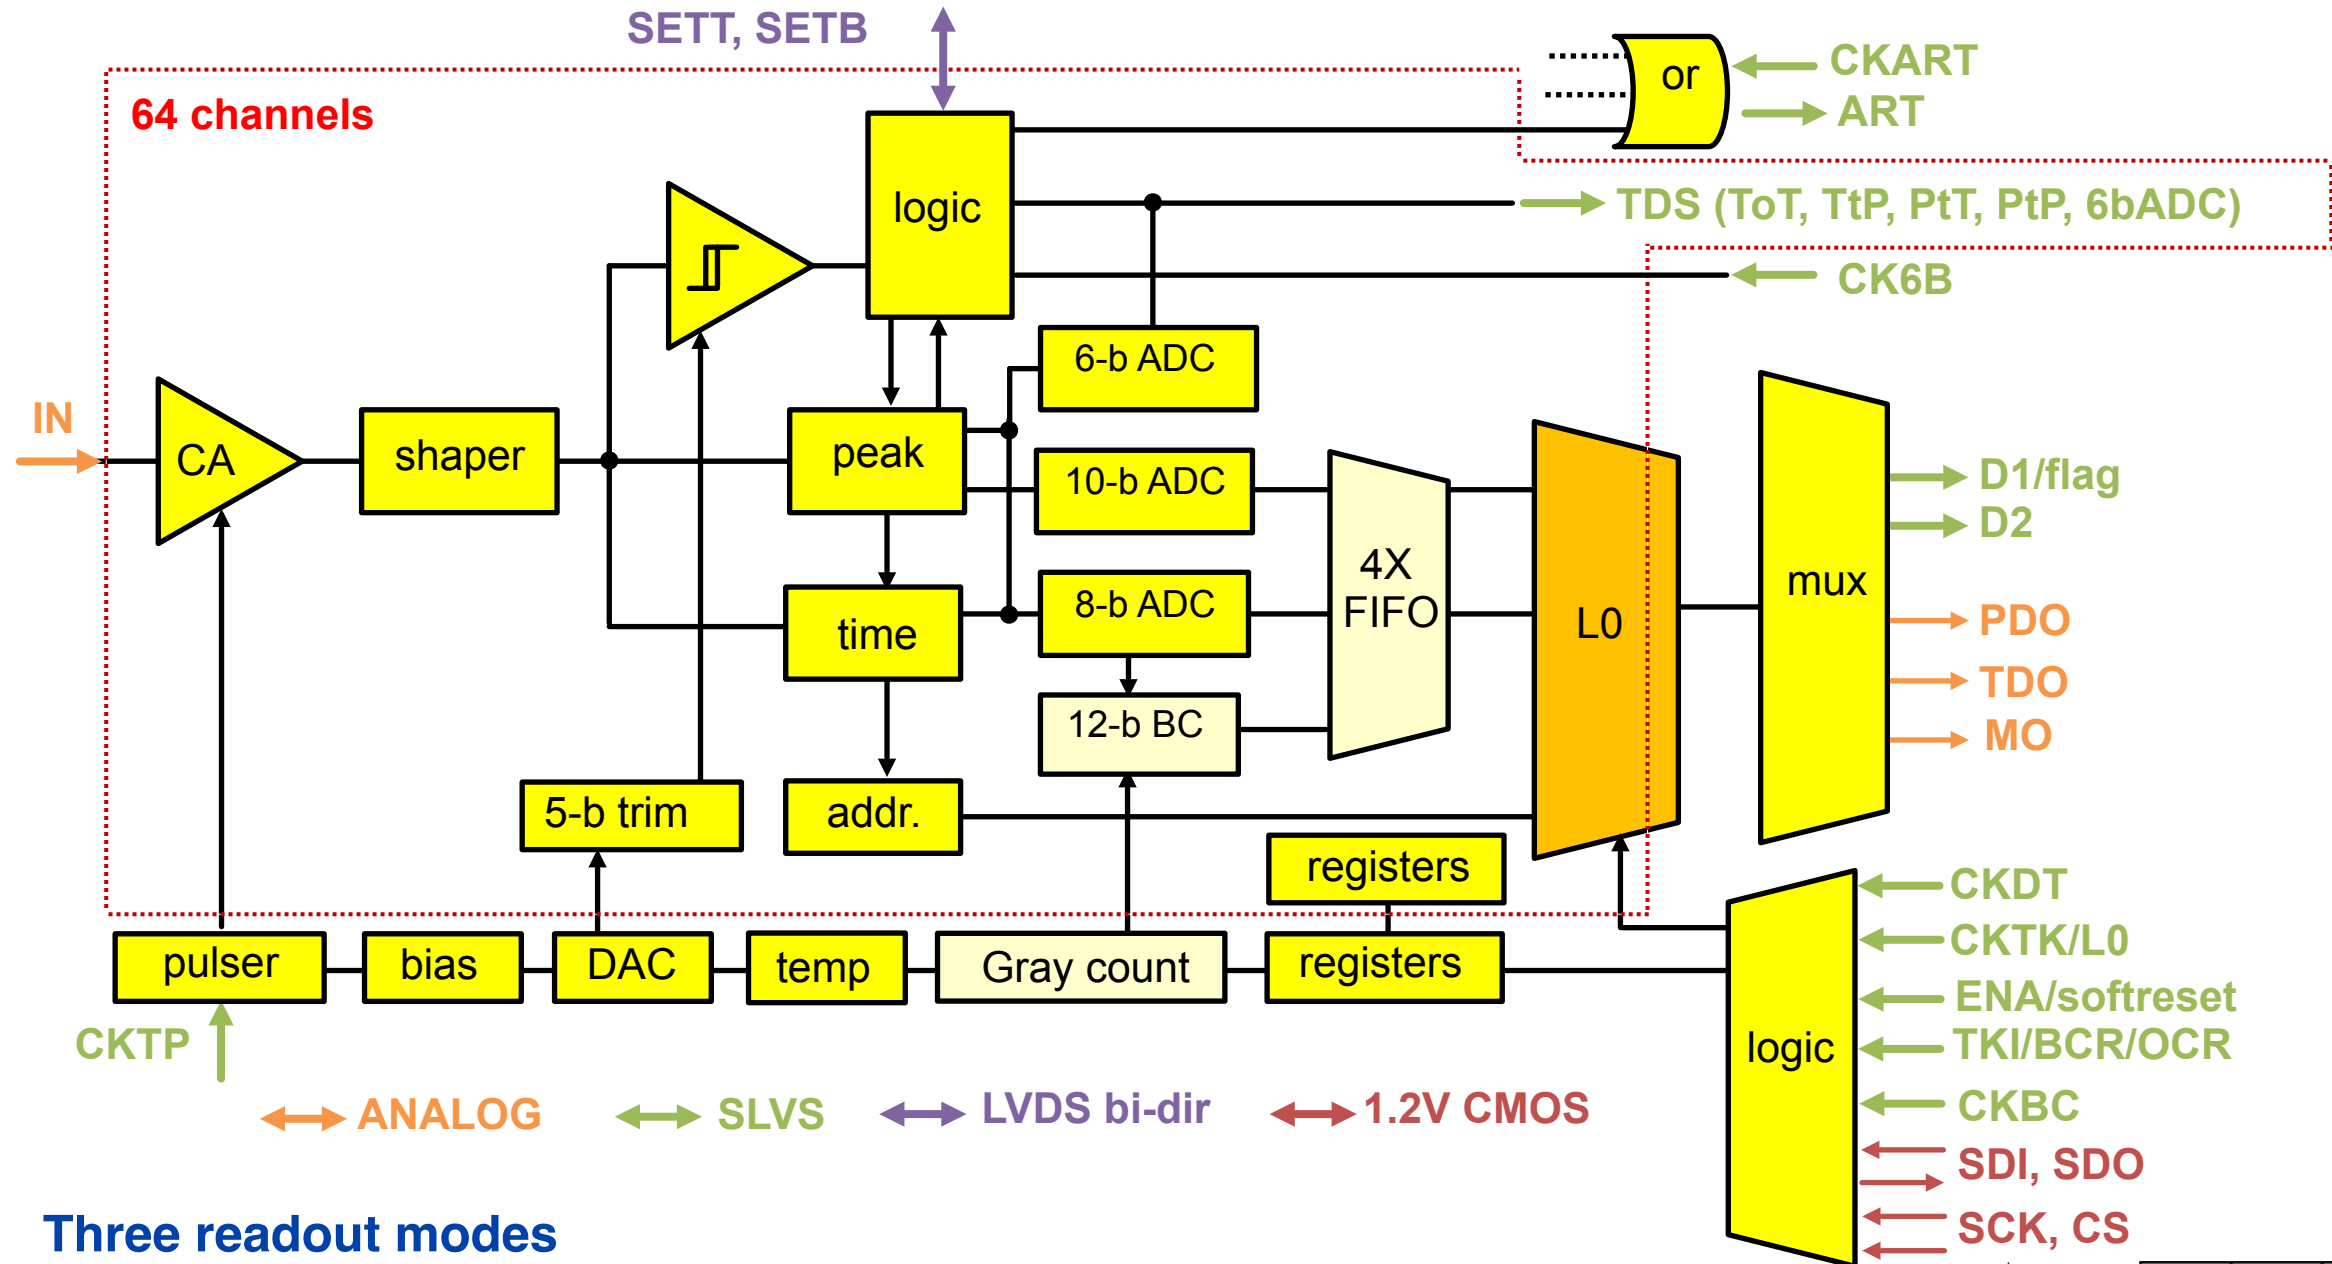 SETT, SETB
or
CKART
ART
64 channels
logic
TDS (ToT, TtP, PtT, PtP, 6bADC)
CK6B
6-b ADC
IN
CA
shaper
peak
10-b ADC
D1/flag
D2
4X
FIFO
mux
8-b ADC
time
L0
PDO
TDO
MO
12-b BC
5-b trim
addr.
registers
CKDT
pulser
bias
DAC
temp
Gray count
registers
CKTK/L0
ENA/softreset
CKTP
logic
TKI/BCR/OCR
ANALOG
SLVS
LVDS bi-dir
1.2V CMOS
CKBC
SDI, SDO
SCK, CS
Three readout modes